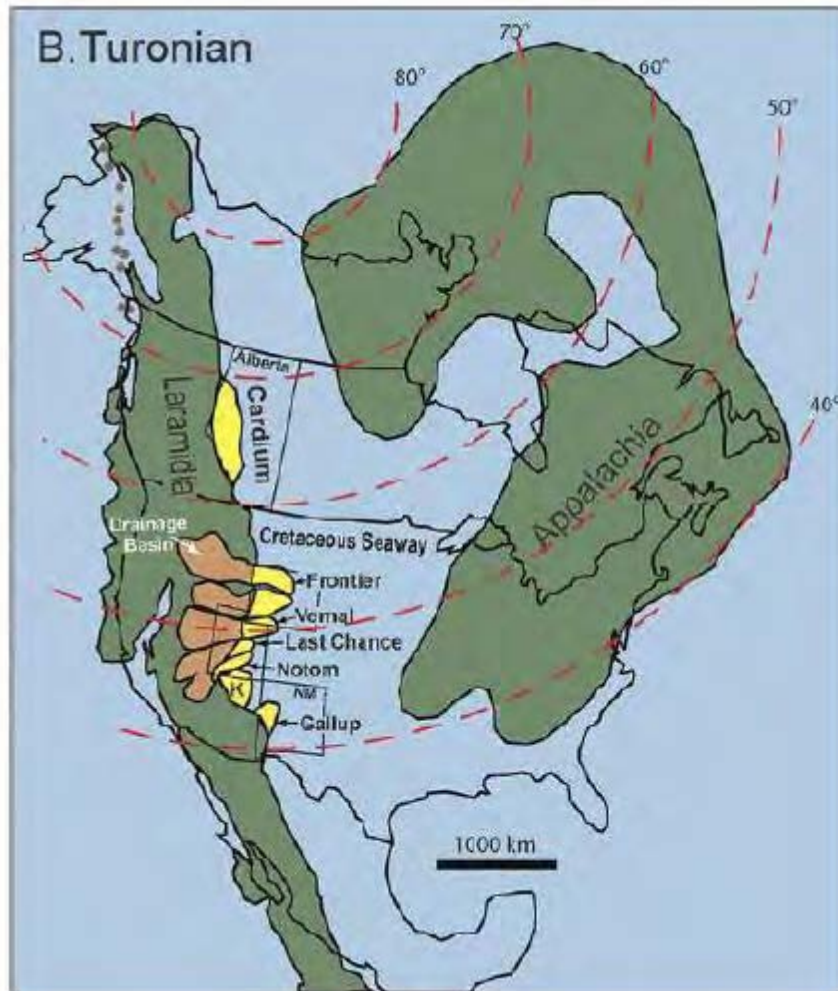 B. Turonian
80°
70°
60°
50°
40°
Alberta
Cardium
Laramidia
Appalachia
Drainage
Basin
Cretaceous Seaway
Frontier
Vernal
Last Chance
Notom
K
NM
Gallup
1000 km